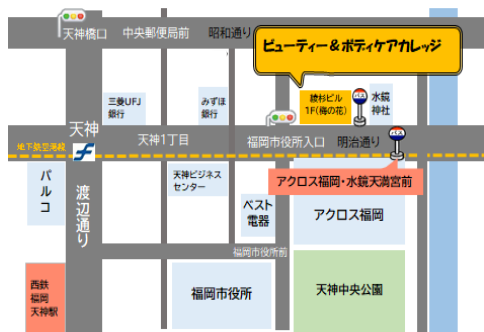 天神橋口
中央郵便局前
昭和通り
ビューティー&ボディケアカレッジ
三菱UFJ
銀行
みずほ
銀行
綾杉ビル
1F(梅の花)
バス
水鏡
神社
天神
地下鉄空港線
天神1丁目
福岡市役所入口
明治通り
バス
パルコ
渡辺通り
天神ビジネス
センター
アクロス福岡・水鏡天満宮前
ベスト
電器
アクロス福岡
福岡市役所前
西鉄
福岡
天神駅
福岡市役所
天神中央公園